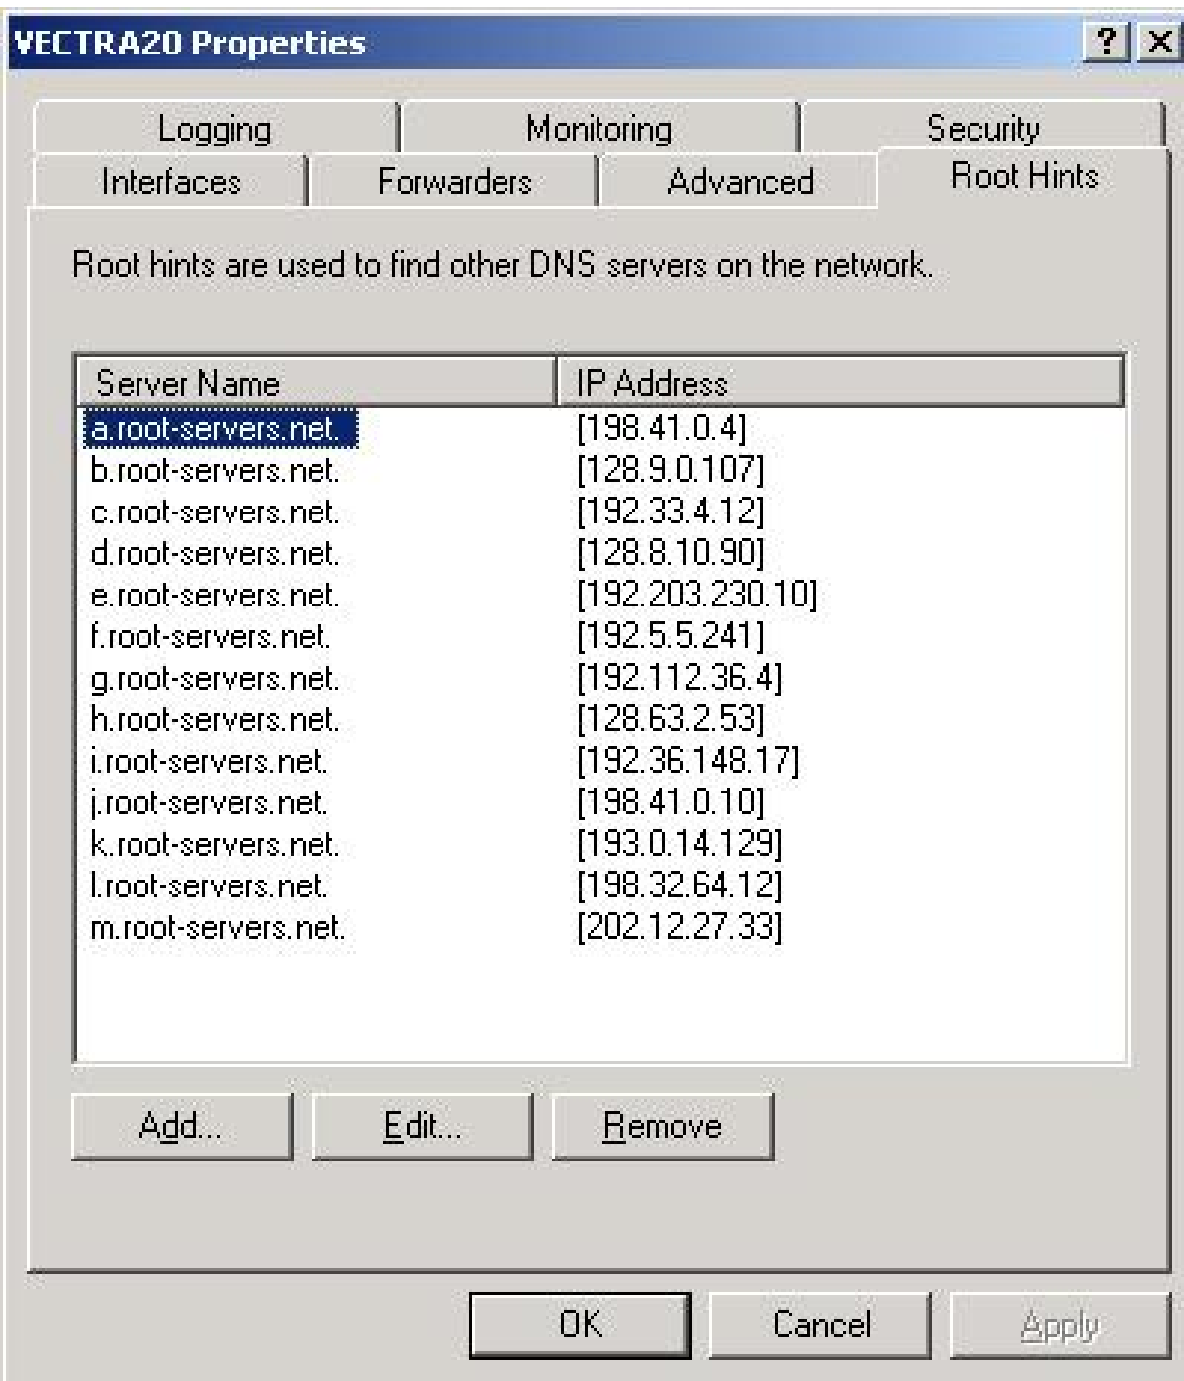 VECTRA20 Properties ? X
Logging Monitoring Security
Interfaces Forwarders Advanced Root Hints
Root hints are used to find other DNS servers on the network.
Server Name IP Address
a.root-servers.net. [198.41.0.4]
b.root-servers.net. [128.9.0.107]
c.root-servers.net. [192.33.4.12]
d.root-servers.net. [128.8.10.90]
e.root-servers.net. [192.203.230.10]
f.root-servers.net. [192.5.5.241]
g.root-servers.net. [192.112.36.4]
h.root-servers.net. [128.63.2.53]
i.root-servers.net. [192.36.148.17]
j.root-servers.net. [198.41.0.10]
k.root-servers.net. [193.0.14.129]
l.root-servers.net. [198.32.64.12]
m.root-servers.net. [202.12.27.33]
Add... Edit... Remove
OK Cancel Apply